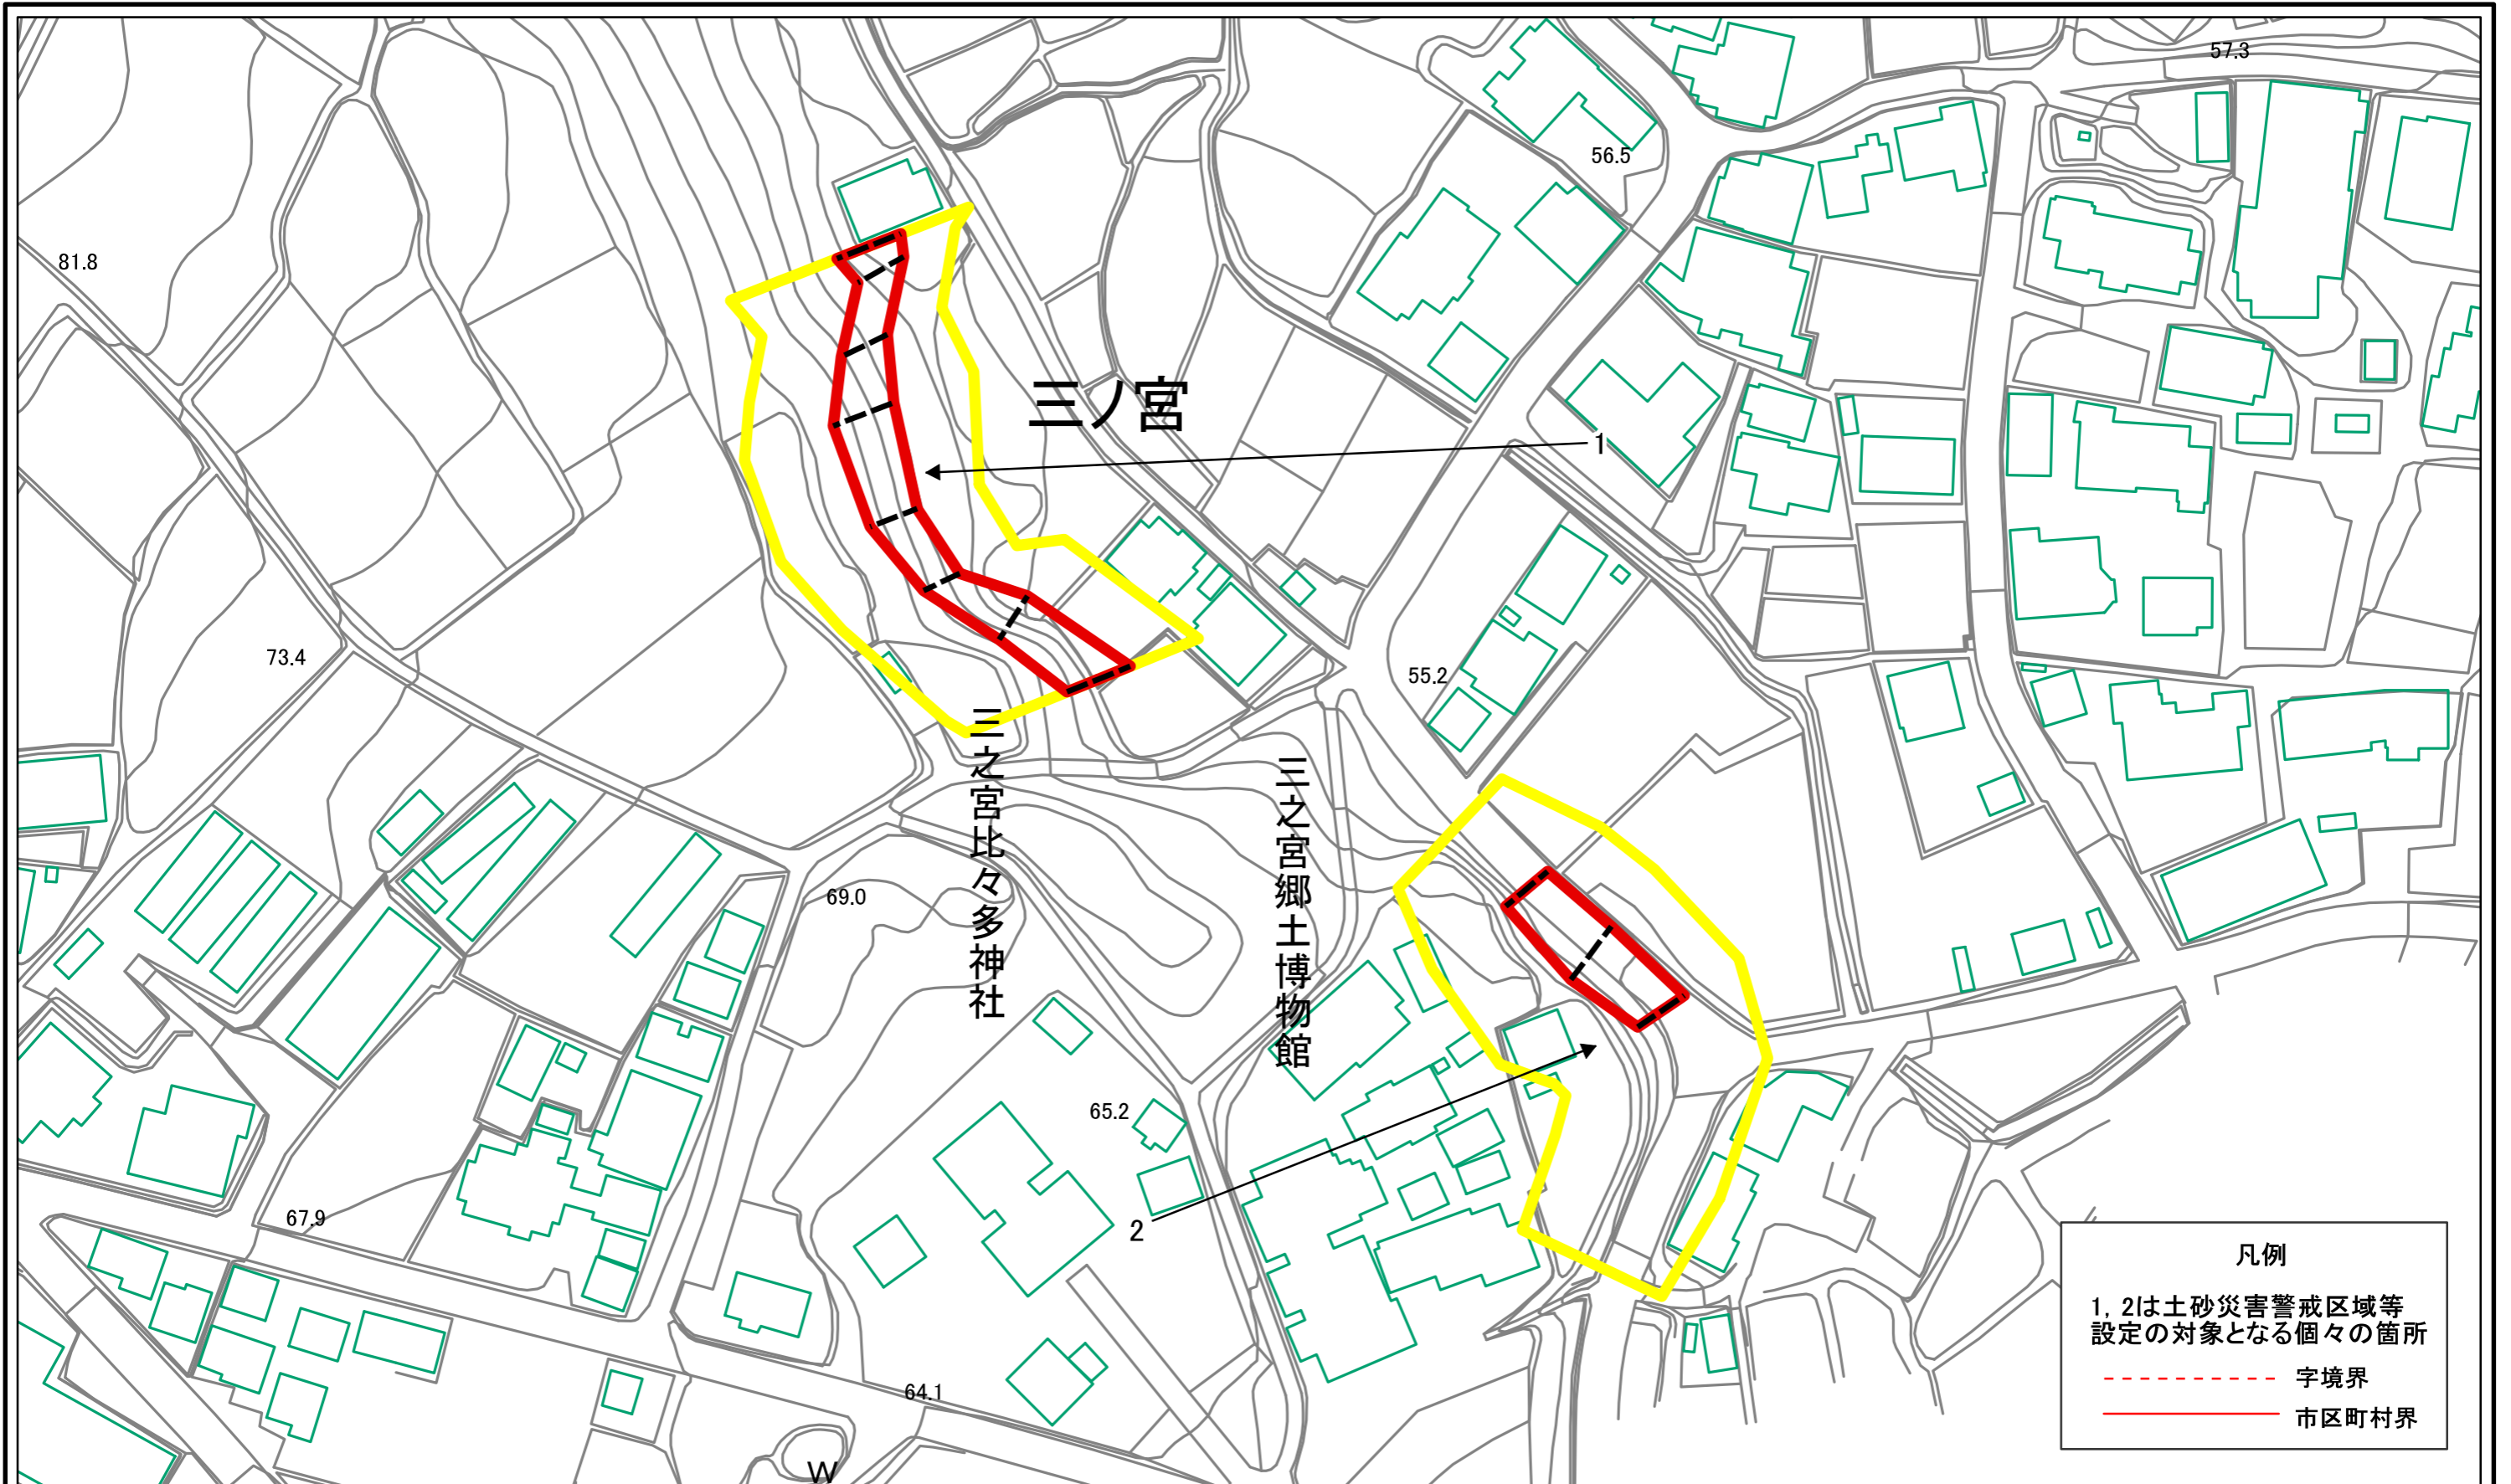 57.3
56.5
81.8
三ノ宮
1
73.4
55.2
三之宮比々多神社
三之宮郷土博物館
69.0
65.2
67.9
2
64.1
W
凡例
1, 2は土砂災害警戒区域等
設定の対象となる個々の箇所
字境界
市区町村界